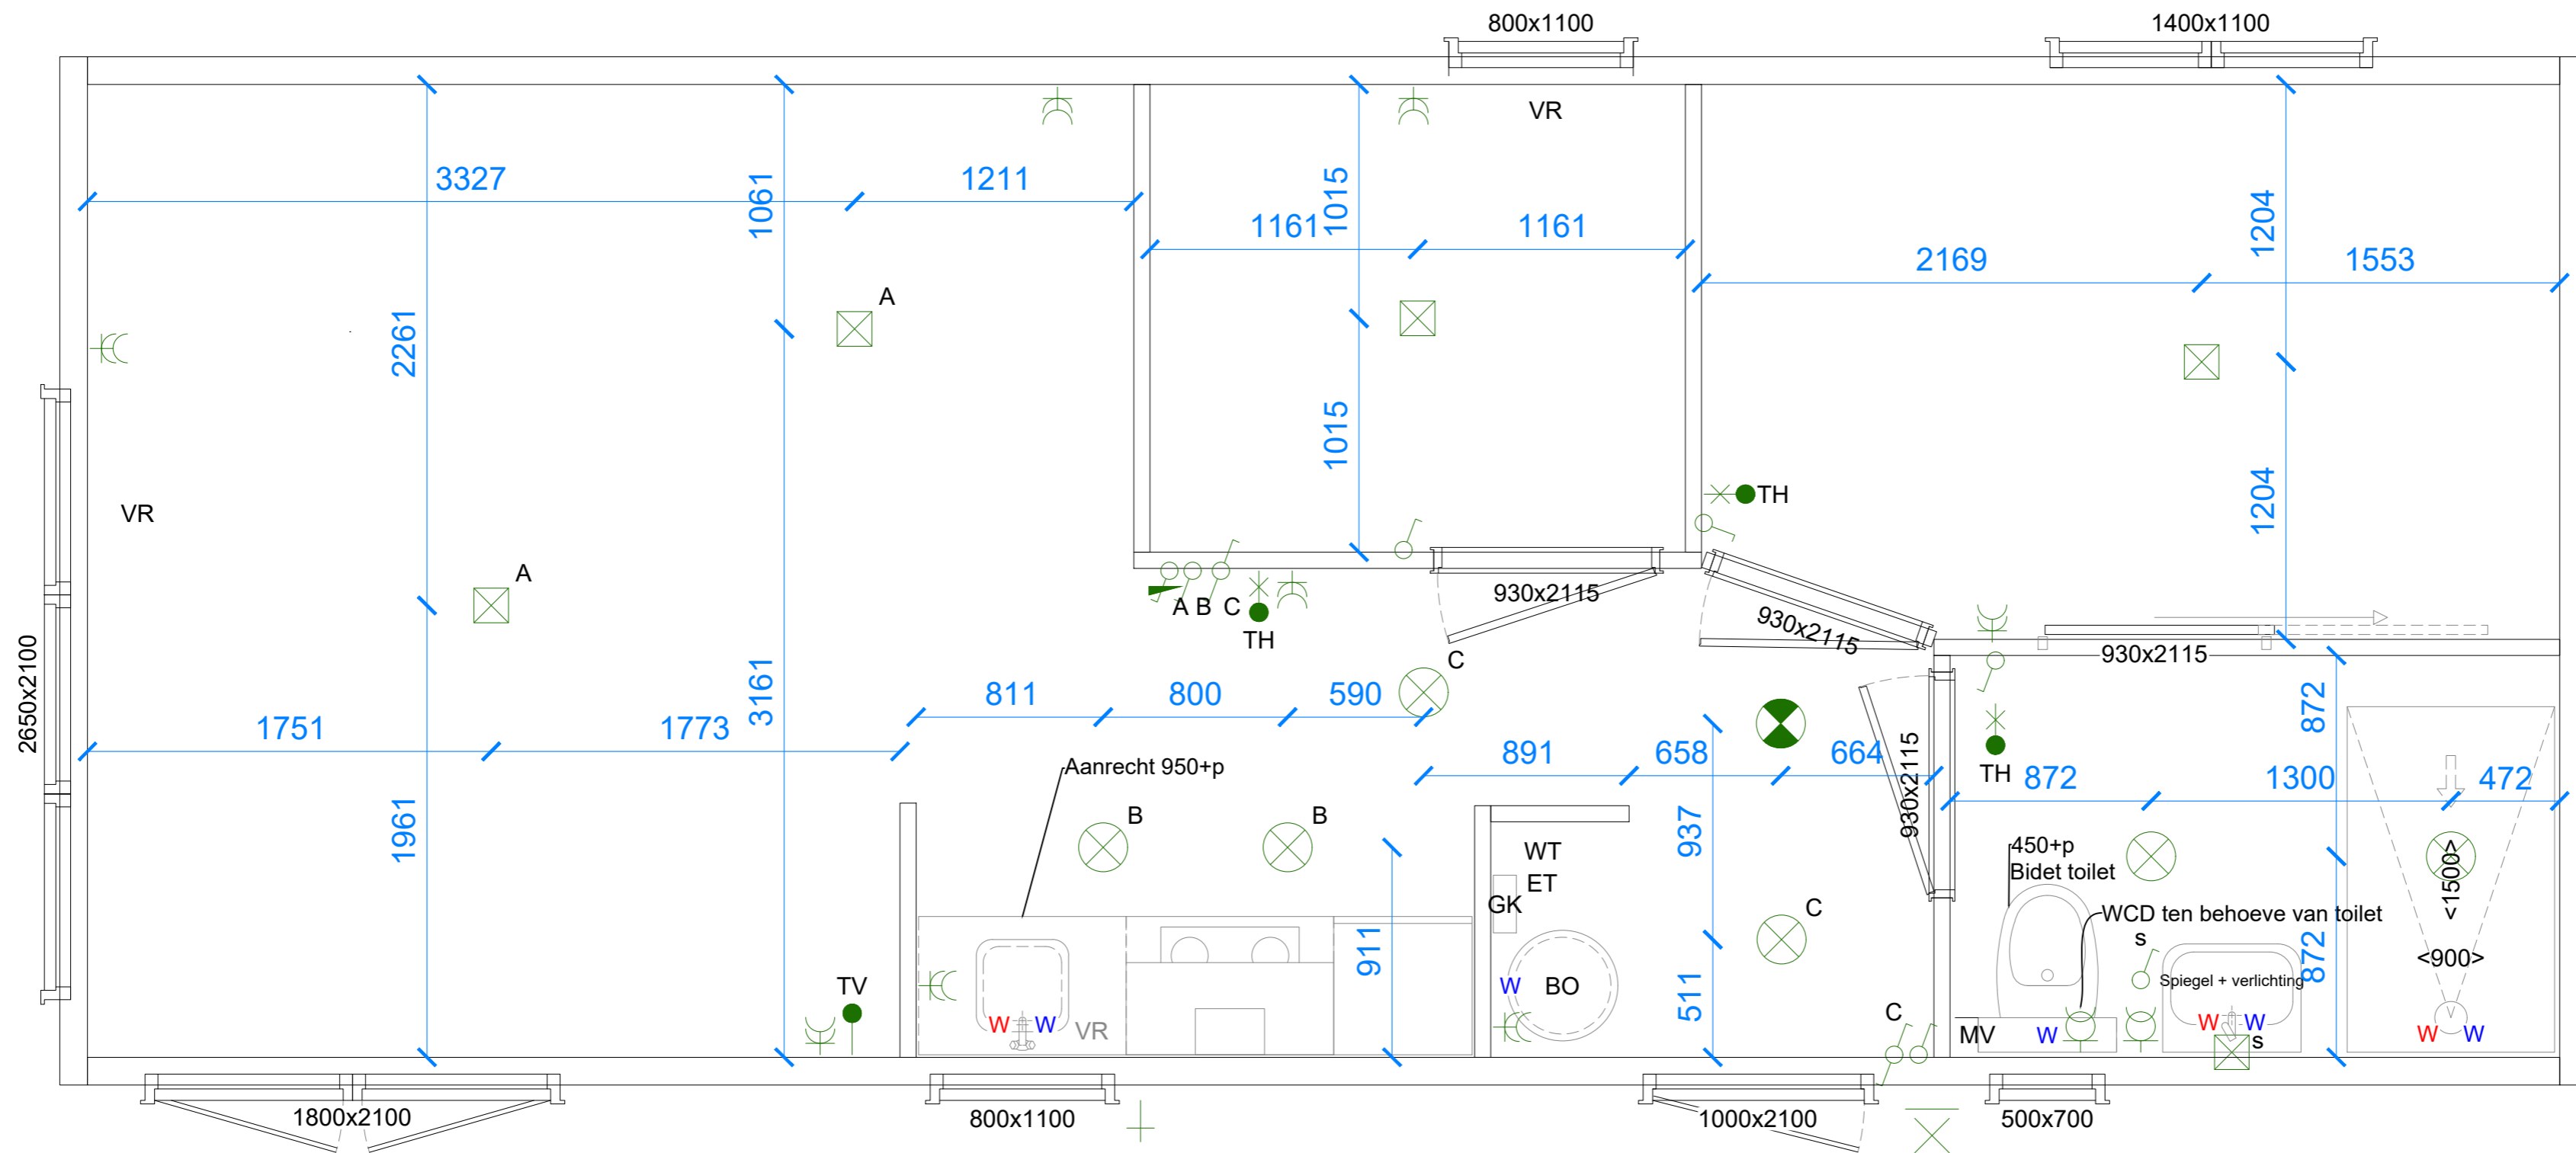 800x1100
1400x1100
VR
3327
1061
1211
1015
1161
1161
1204
2169
1553
A
2261
1015
VR
TH
1204
A
A B C
TH
930x2115
930x2115
930x2115
C
2650x2100
1751
1773
3161
811
800
590
891
658
664
930x2115
TH
872
872
1300
472
Aanrecht 950+p
1961
B
B
937
WT
ET
GK
450+p
Bidet toilet
<1500>
WCD ten behoeve van toilet
s
C
911
<900>
872
TV
W
BO
Spiegel + verlichting
W
W
VR
511
C
MV
W
W
W
s
W
W
1800x2100
800x1100
1000x2100
500x700